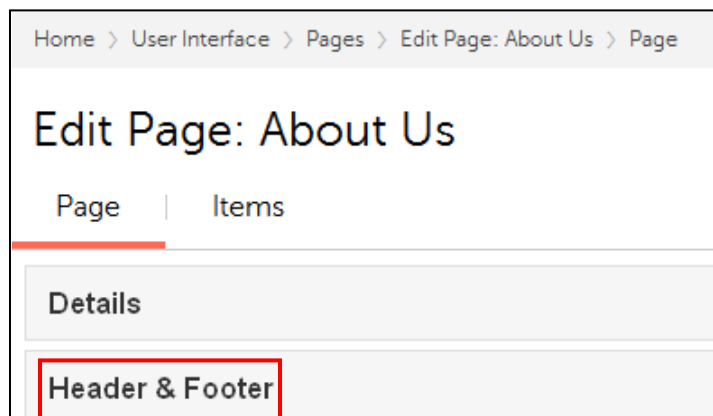 Home > User Interface > Pages > Edit Page: About Us > Page
Edit Page: About Us
Page | Items
Details
Header & Footer